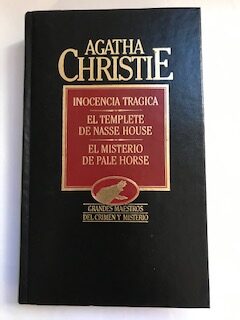 AGATHA
CHRISTIE
INOCENCIA TRAGICA
EL TEMPLETE
DE NASSE HOUSE
EL MISTERIO
DE PALE HORSE
GRANDES MAESTROS
DEL CRIMEN Y MISTERIO